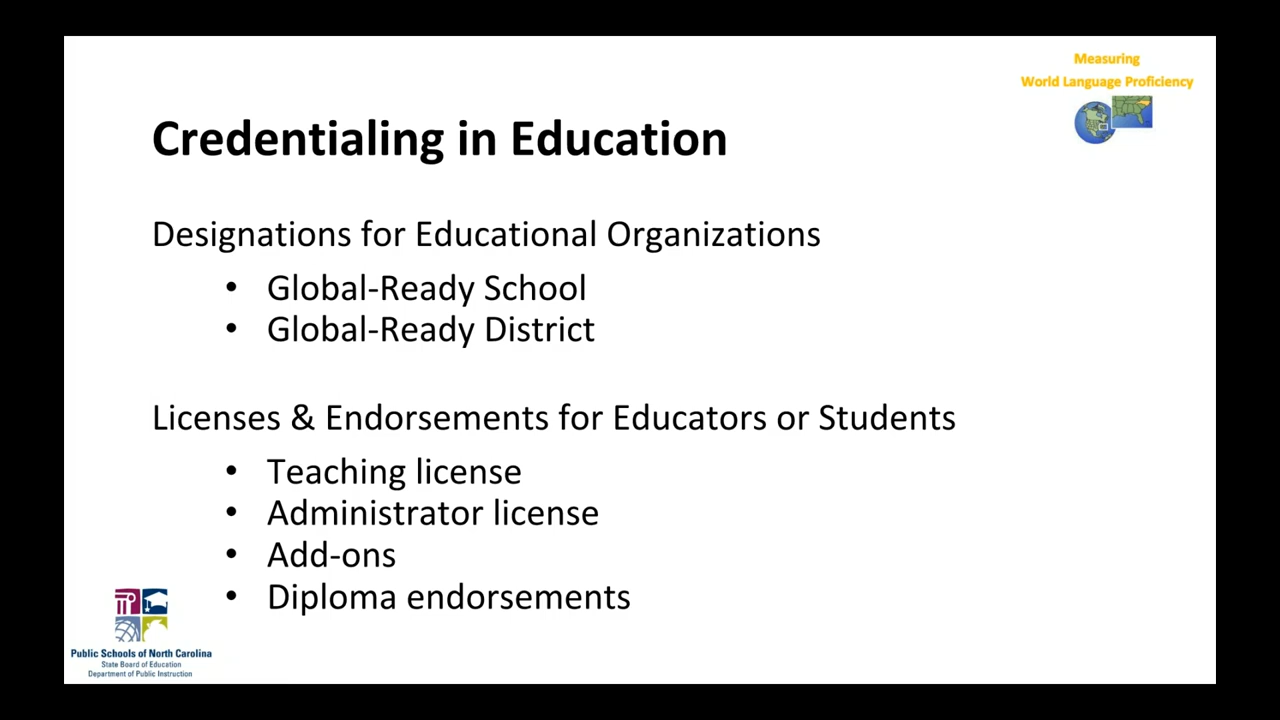 Measuring
World Language Proficiency
Credentialing in Education
Designations for Educational Organizations
• Global-Ready School
• Global-Ready District
Licenses & Endorsements for Educators or Students
• Teaching license
• Administrator license
• Add-ons
• Diploma endorsements
Public Schools of North Carolina
State Board of Education
Department of Public Instruction